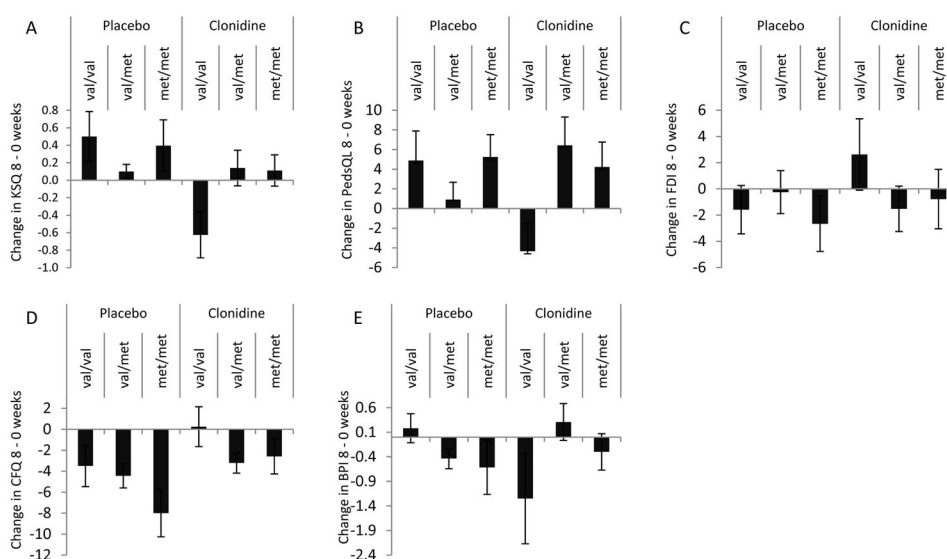 A
Placebo
Clonidine
val/val
val/met
met/met
val/val
val/met
met/met
Change in KSQ 8 - 0 weeks
0.8
0.6
0.4
0.2
0.0
-0.2
-0.4
-0.6
-0.8
-1.0
B
Placebo
Clonidine
val/val
val/met
met/met
val/val
val/met
met/met
Change in PedsQL 8 - 0 weeks
10
8
6
4
2
0
-2
-4
-6
C
Placebo
Clonidine
val/val
val/met
met/met
val/val
val/met
met/met
Change in FDI 8 - 0 weeks
6
4
2
0
-2
-4
-6
D
Placebo
Clonidine
val/val
val/met
met/met
val/val
val/met
met/met
Change in CFQ 8 - 0 weeks
2
0
-2
-4
-6
-8
-10
-12
E
Placebo
Clonidine
val/val
val/met
met/met
val/val
val/met
met/met
Change in BPI 8 - 0 weeks
0.6
0.1
-0.4
-0.9
-1.4
-1.9
-2.4